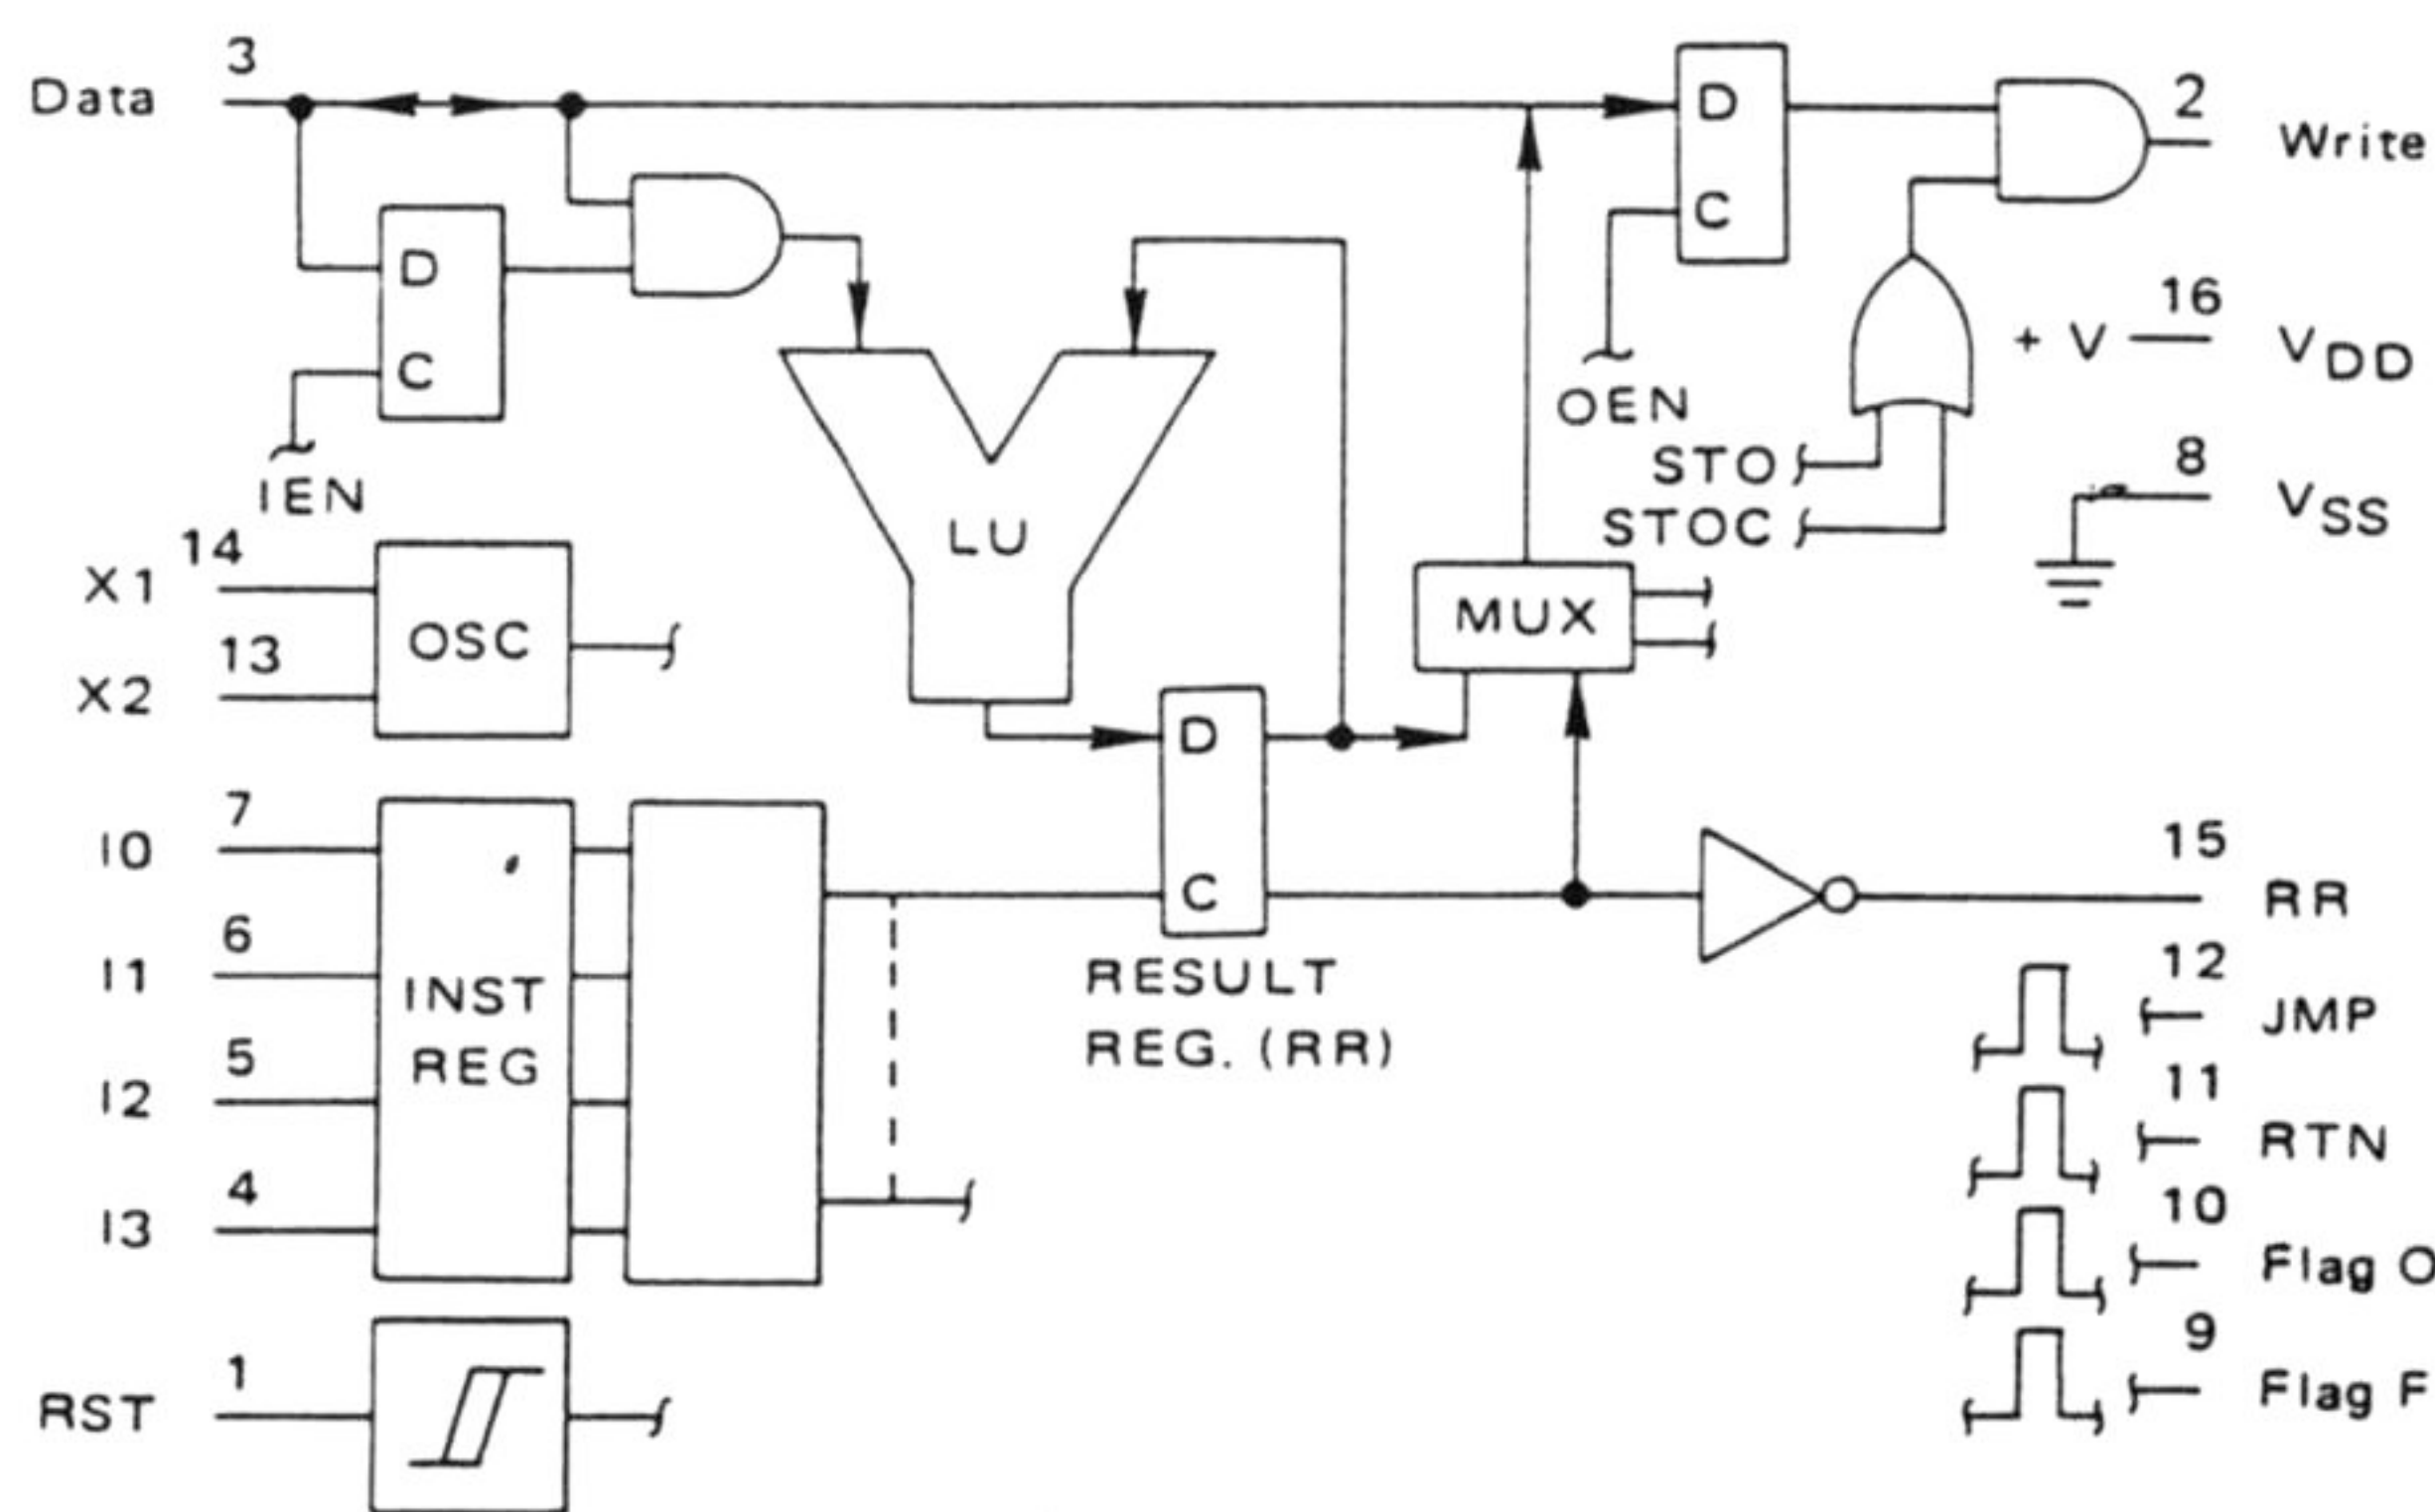 3
Data
D
C
IEN
D
C
OEN
2
Write
16
+ V
VDD
STO
STOC
8
VSS
LU
MUX
14
X1
13
X2
OSC
D
C
RESULT
REG. (RR)
7
I0
6
I1
5
I2
4
I3
INST
REG
15
RR
12
JMP
11
RTN
10
Flag O
9
Flag F
1
RST